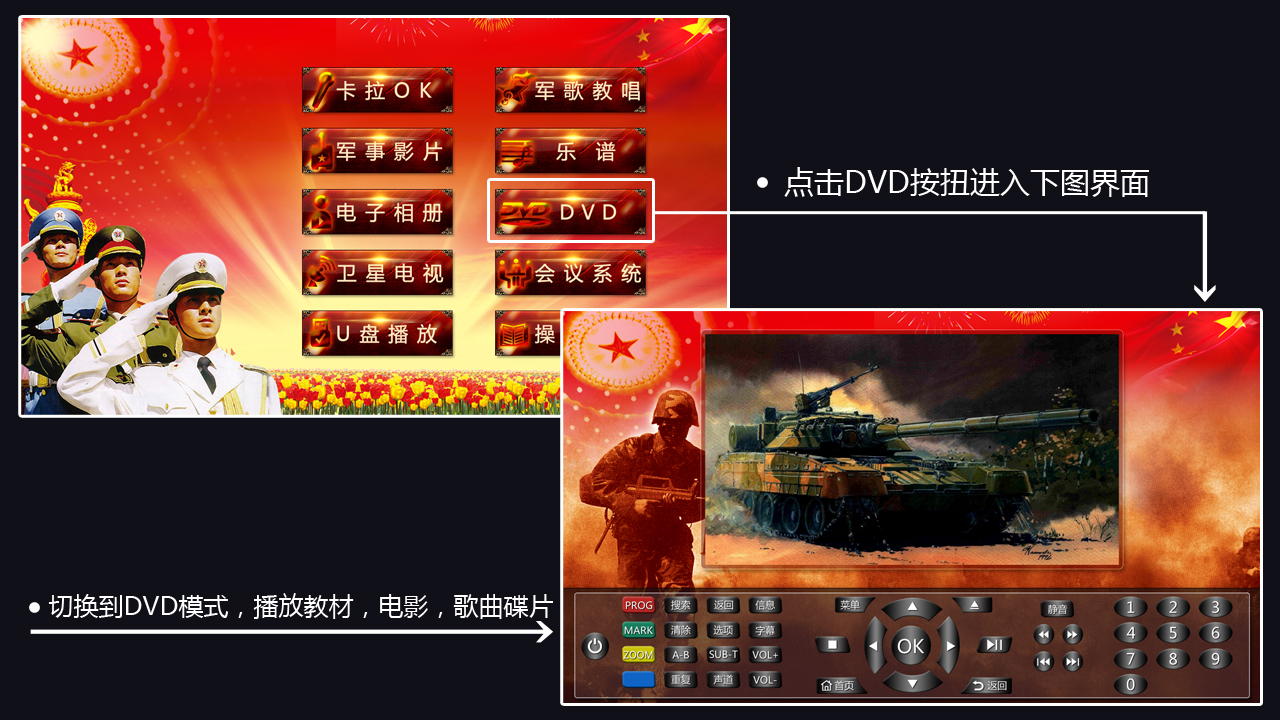 卡拉OK
军歌教唱
军事影片
乐谱
电子相册
DVD
卫星电视
会议系统
U盘播放
操
• 点击DVD按扭进入下图界面
• 切换到DVD模式，播放教材，电影，歌曲碟片
PROG 搜索 返回 信息
MARK 清除 选项 字幕
ZOOM A-B SUB-T VOL+
重复 声道 VOL-
菜单
OK
首页
返回
静音
1 2 3
4 5 6
7 8 9
0